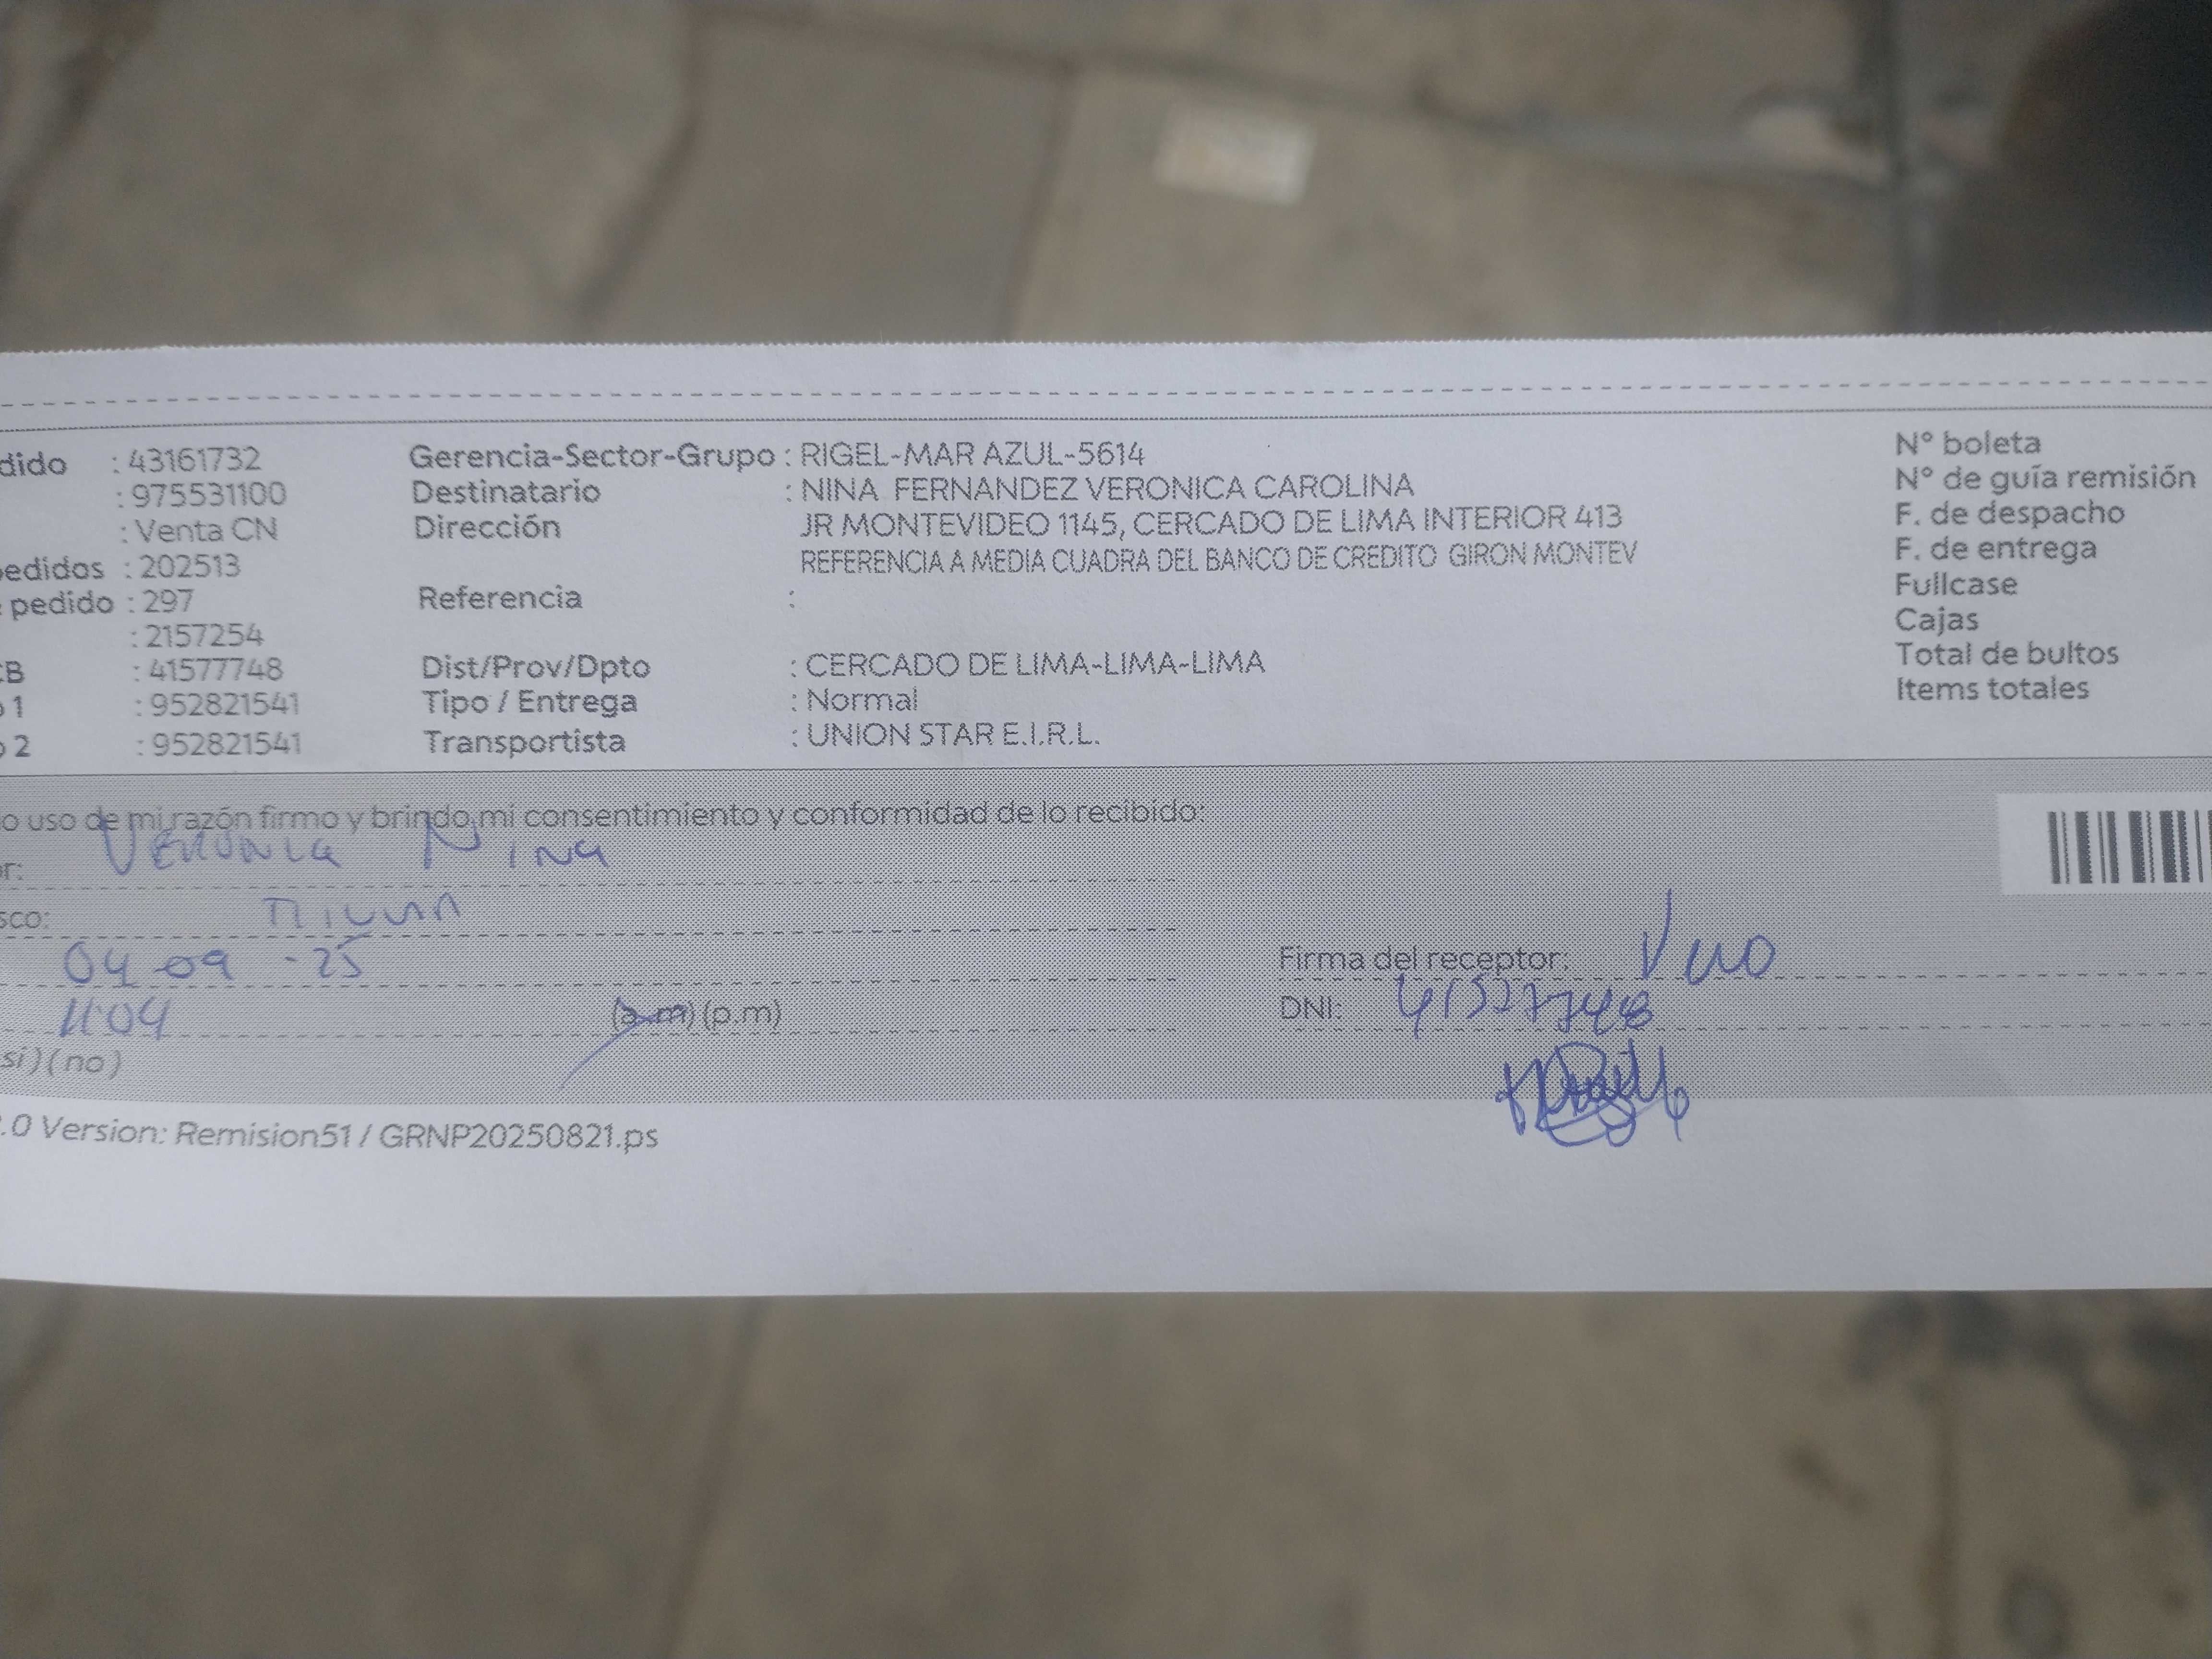 dido : 43161732 Gerencia-Sector-Grupo : RIGEL-MAR AZUL-5614 N° boleta
: 975531100 Destinatario : NINA FERNANDEZ VERONICA CAROLINA N° de guía remisión
: Venta CN Dirección JR MONTEVIDEO 1145, CERCADO DE LIMA INTERIOR 413 F. de despacho
edidos : 202513 REFERENCIA A MEDIA CUADRA DEL BANCO DE CREDITO GIRON MONTEV F. de entrega
pedido : 297 Referencia : Fullcase
: 2157254 Cajas
CB : 41577748 Dist/Prov/Dpto : CERCADO DE LIMA-LIMA-LIMA Total de bultos
o 1 : 952821541 Tipo / Entrega : Normal Items totales
o 2 : 952821541 Transportista : UNION STAR E.I.R.L.
o uso de mi razón firmo y brindo mi consentimiento y conformidad de lo recibido:
or: Nina
sco:
04-09-25 Firma del receptor:
11:04 (a.m) (p.m) DNI:
si) (no)
.0 Version: Remision51 / GRNP20250821.ps